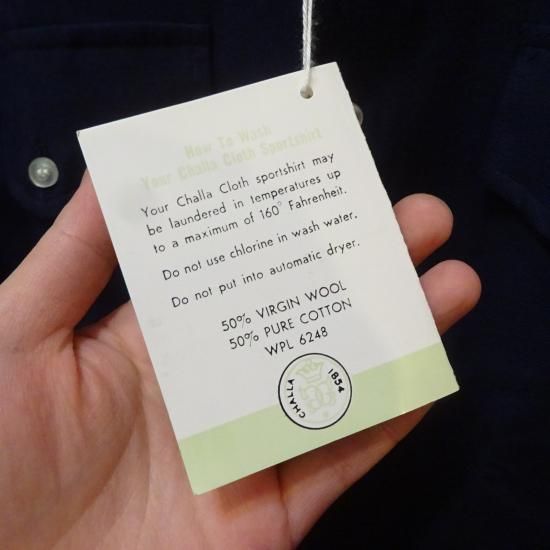 How To Wash
Your Challa Cloth Sportshirt
Your Challa Cloth sportshirt may
be laundered in temperatures up
to a maximum of 160° Fahrenheit.
Do not use chlorine in wash water.
Do not put into automatic dryer.
50% VIRGIN WOOL
50% PURE COTTON
WPL 6248
CHALLA 1854